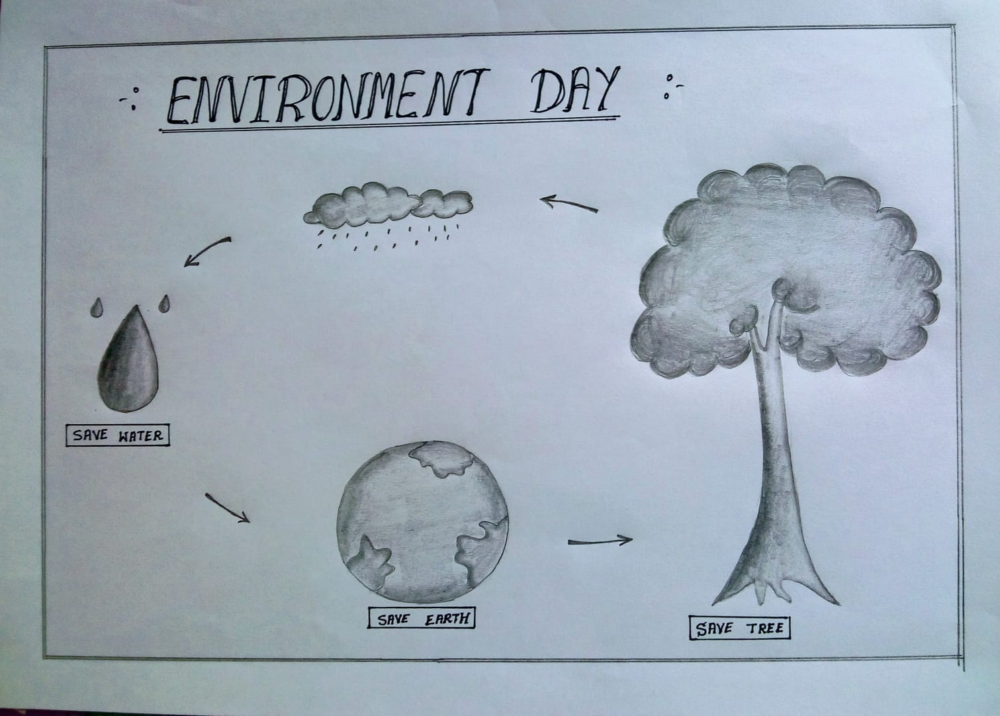 -: ENVIRONMENT DAY :-
SAVE WATER
SAVE EARTH
SAVE TREE